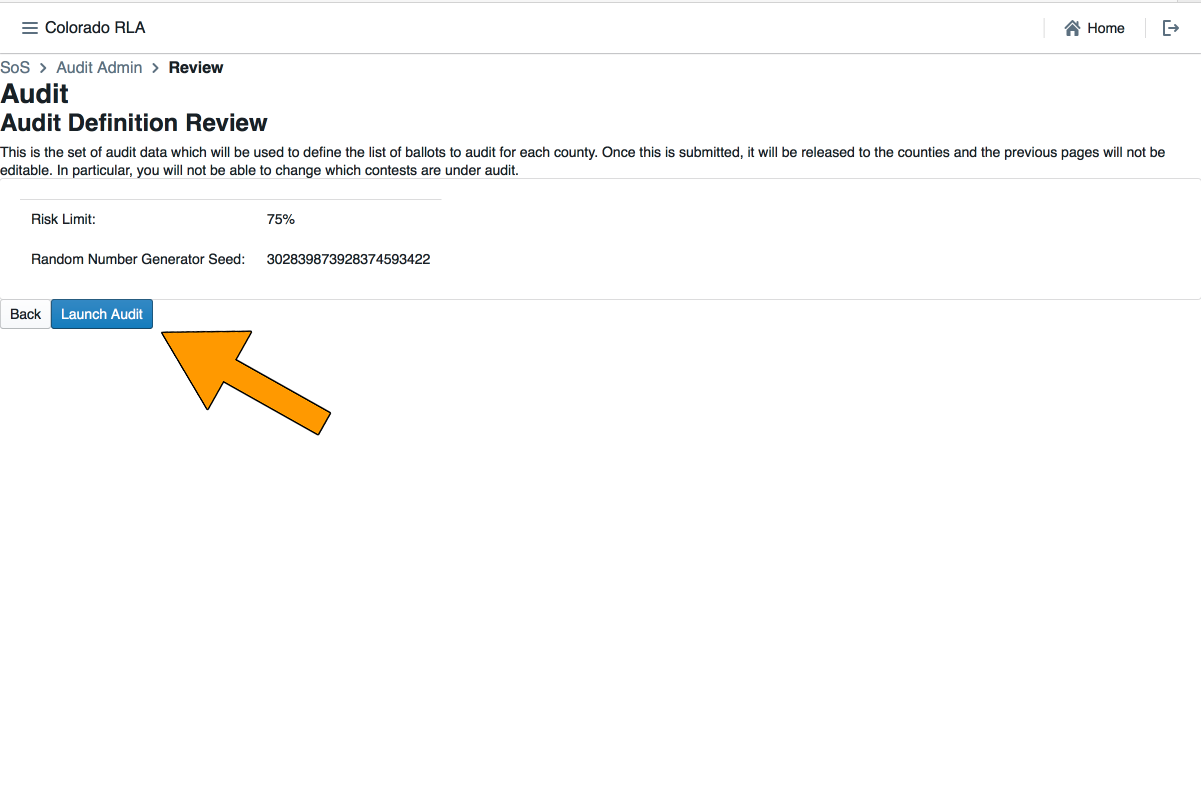 Colorado RLA
Home
SoS > Audit Admin > Review
Audit
Audit Definition Review
This is the set of audit data which will be used to define the list of ballots to audit for each county. Once this is submitted, it will be released to the counties and the previous pages will not be
editable. In particular, you will not be able to change which contests are under audit.
Risk Limit: 75%
Random Number Generator Seed: 302839873928374593422
Back Launch Audit